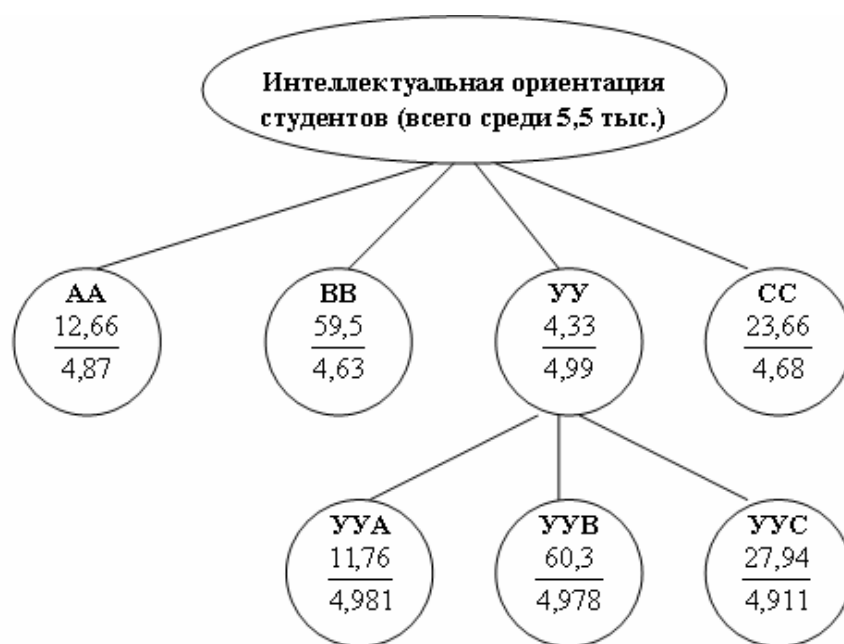 Интеллектуальная ориентация
студентов (всего среди 5,5 тыс.)
АА ВВ УУ СС
12,66 59,5 4,33 23,66
4,87 4,63 4,99 4,68
УУА УУВ УУС
11,76 60,3 27,94
4,981 4,978 4,911